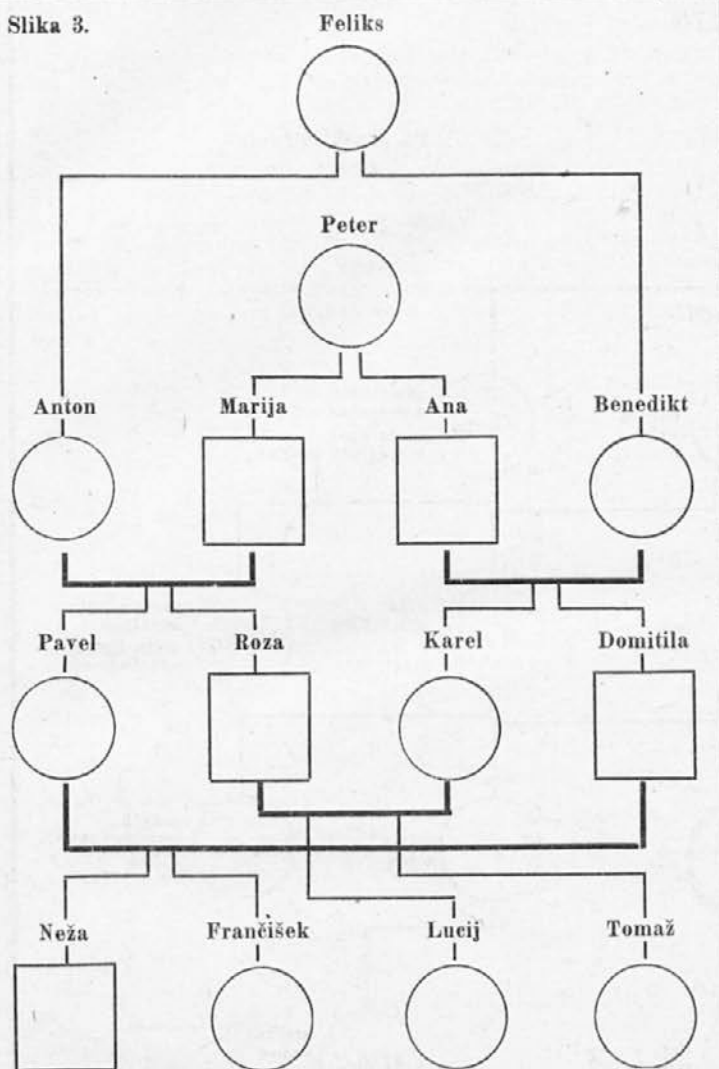 Slika 3.
Feliks
Peter
Anton Marija Ana Benedikt
Pavel Roza Karel Domitila
Neža Frančišek Lucij Tomaž